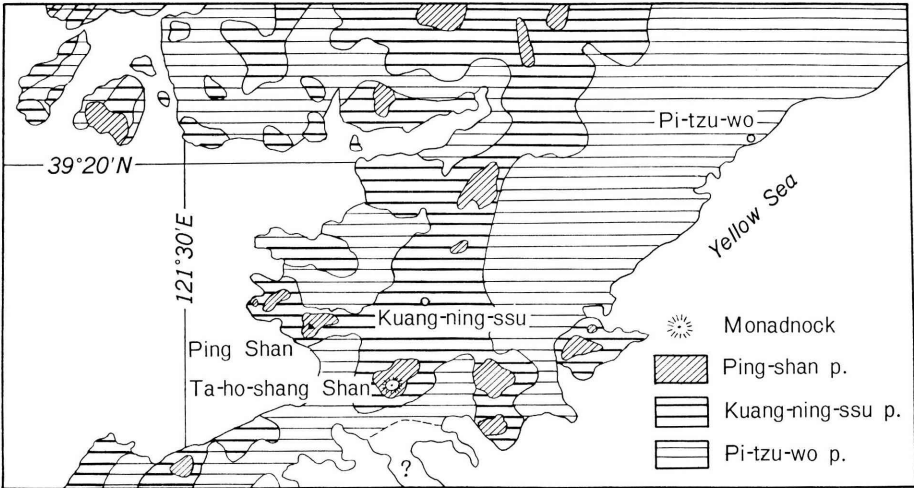 Pi-tzu-wo
39°20'N
121°30'E
Yellow Sea
Kuang-ning-ssu
Ping Shan
Ta-ho-shang Shan
?
Monadnock
Ping-shan p.
Kuang-ning-ssu p.
Pi-tzu-wo p.